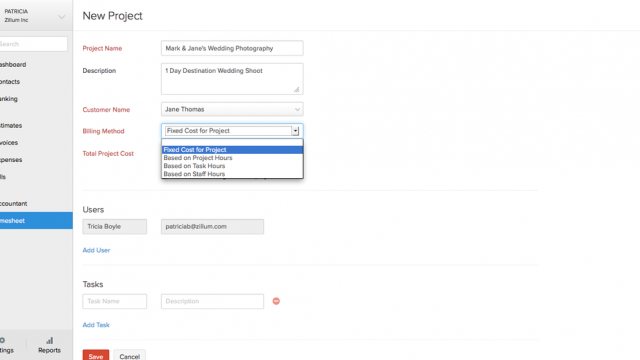 PATRICIA
Zillum Inc
New Project
Search
Project Name
Mark & Jane's Wedding Photography
Description
1 Day Destination Wedding Shoot
Customer Name
Jane Thomas
Billing Method
Fixed Cost for Project
Total Project Cost
Fixed Cost for Project
Based on Project Hours
Based on Task Hours
Based on Staff Hours
ashboard
ontacts
anking
stimates
voices
xpenses
lls
ccountant
mesheet
Users
Tricia Boyle
patriciab@zillum.com
Add User
Tasks
Task Name
Description
Add Task
Save
Cancel
tings
Reports